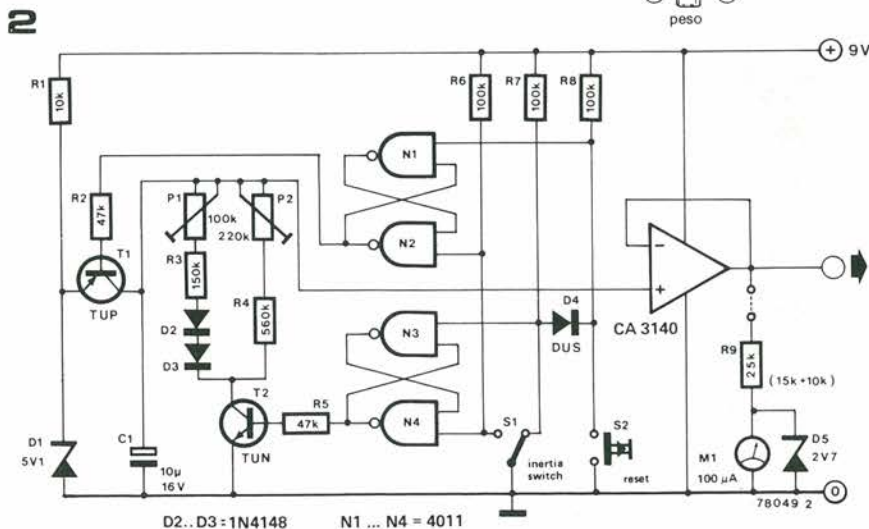 2
peso
+ 9V
R1
10k
R6
100k
R7
100k
R8
100k
N1
N2
R2
47k
P1
100k
P2
220k
T1
TUP
R3
150k
R4
560k
D2
D3
−
+
CA 3140
D4
DUS
N3
N4
R9
25k
(15k+10k)
T2
TUN
R5
47k
S1
inertia
switch
S2
reset
D1
5V1
C1
10µ
16V
M1
100 µA
D5
2V7
78049 2
0
D2..D3=1N4148 N1 ... N4 = 4011